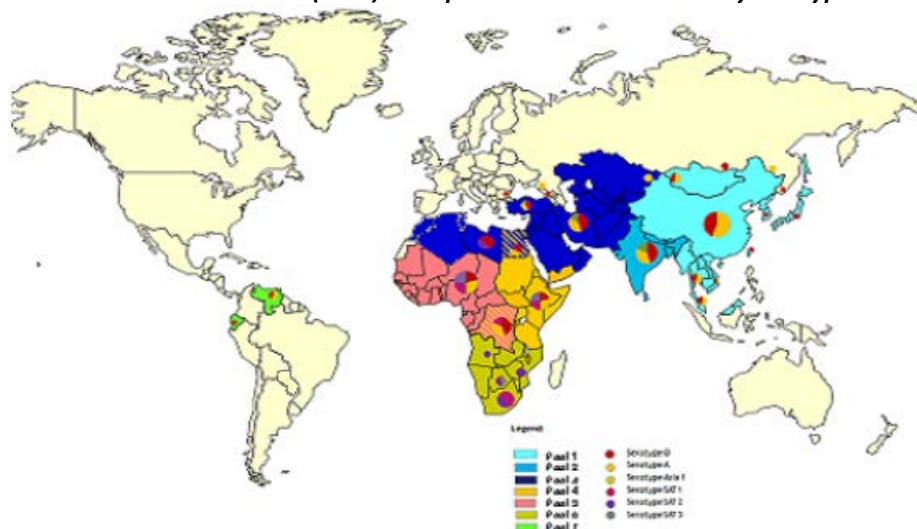 Legend
Pool 1
Pool 2
Pool 3
Pool 4
Pool 5
Pool 6
Pool 7
Serotype O
Serotype A
Serotype Asia 1
Serotype SAT 1
Serotype SAT 2
Serotype SAT 3